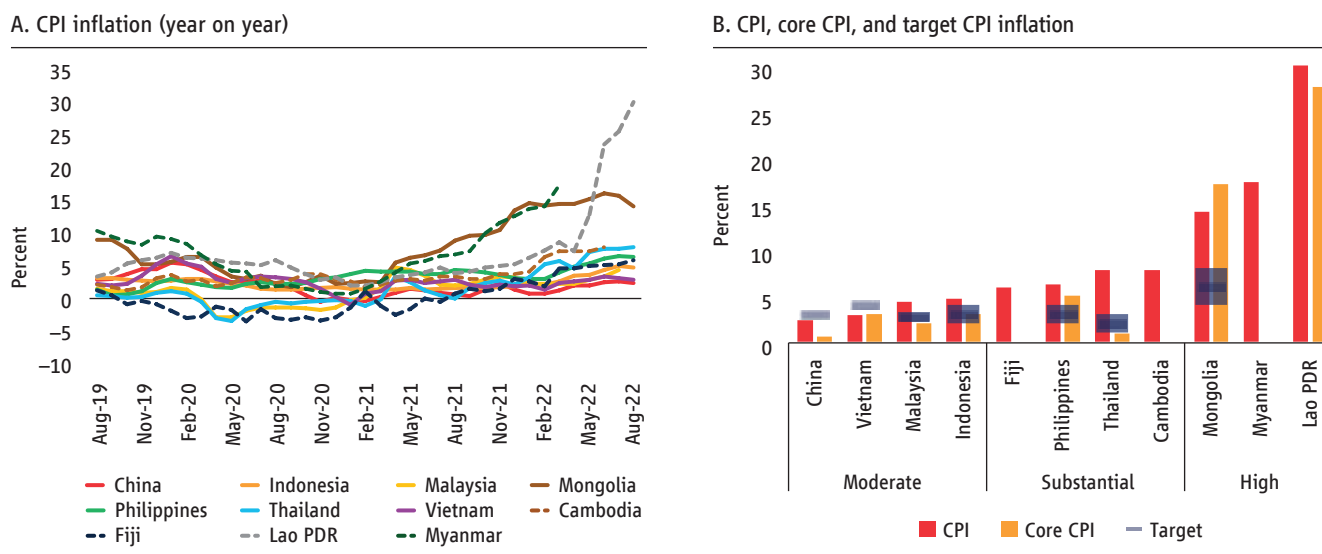 A. CPI inflation (year on year)
Percent
35
30
25
20
15
10
5
0
−5
−10
Aug-19
Nov-19
Feb-20
May-20
Aug-20
Nov-20
Feb-21
May-21
Aug-21
Nov-21
Feb-22
May-22
Aug-22
China
Indonesia
Malaysia
Mongolia
Philippines
Thailand
Vietnam
Cambodia
Fiji
Lao PDR
Myanmar
B. CPI, core CPI, and target CPI inflation
Percent
30
25
20
15
10
5
0
China
Vietnam
Malaysia
Indonesia
Fiji
Philippines
Thailand
Cambodia
Mongolia
Myanmar
Lao PDR
Moderate
Substantial
High
CPI
Core CPI
Target